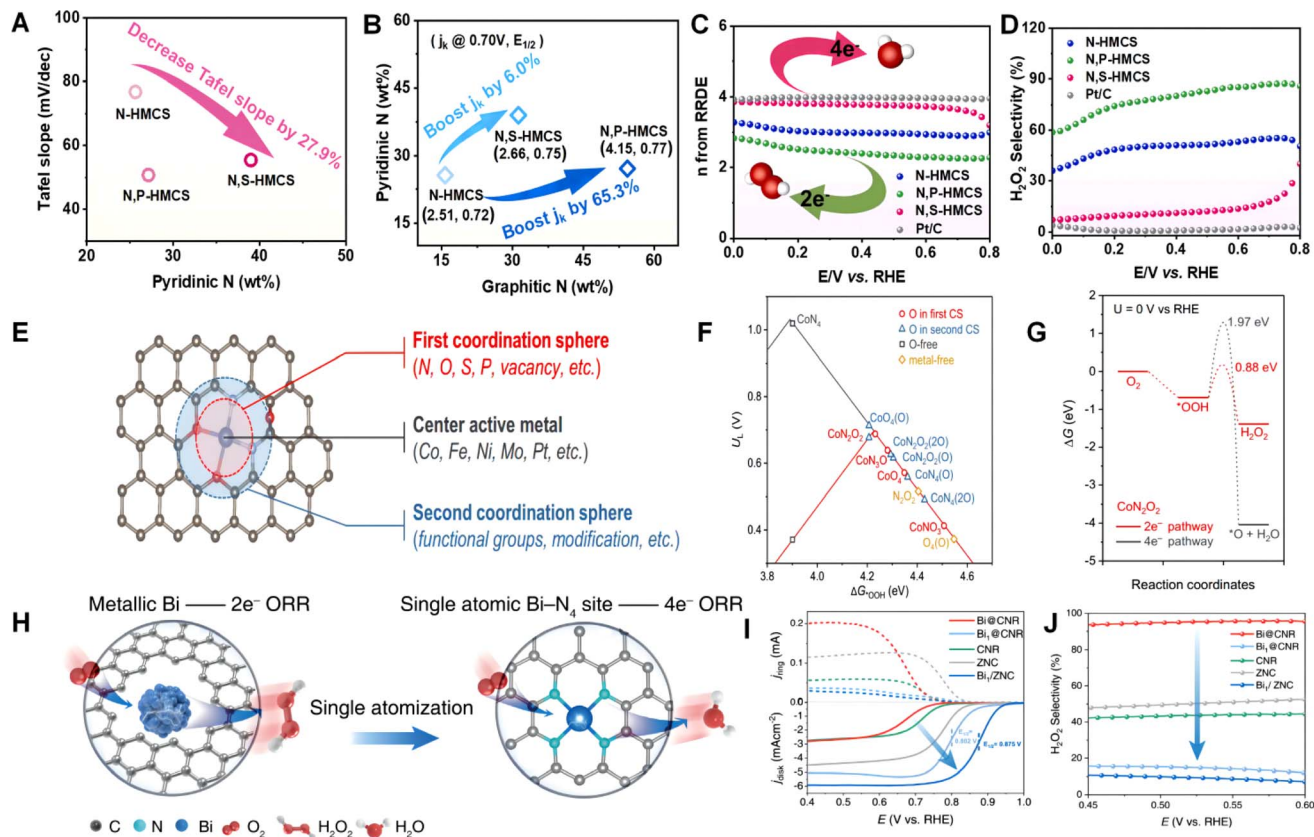 A
Tafel slope (mV/dec)
100
80
60
40
20
30
40
50
Pyridinic N (wt%)
Decrease Tafel slope by 27.9%
N-HMCS
N,P-HMCS
N,S-HMCS
B
Pyridinic N (wt%)
60
45
30
15
15
30
45
60
Graphitic N (wt%)
( jk @ 0.70V, E1/2 )
Boost jk by 6.0%
N,S-HMCS
(2.66, 0.75)
N,P-HMCS
(4.15, 0.77)
N-HMCS
(2.51, 0.72)
Boost jk by 65.3%
C
n from RRDE
6
4
2
0
0.0
0.2
0.4
0.6
0.8
E/V vs. RHE
4e-
2e-
N-HMCS
N,P-HMCS
N,S-HMCS
Pt/C
D
H2O2 Selectivity (%)
120
90
60
30
0
0.0
0.2
0.4
0.6
0.8
E/V vs. RHE
N-HMCS
N,P-HMCS
N,S-HMCS
Pt/C
E
First coordination sphere
(N, O, S, P, vacancy, etc.)
Center active metal
(Co, Fe, Ni, Mo, Pt, etc.)
Second coordination sphere
(functional groups, modification, etc.)
F
UL (V)
1.0
0.8
0.6
0.4
3.8
4.0
4.2
4.4
4.6
ΔG*OOH (eV)
O in first CS
O in second CS
O-free
metal-free
CoN4
CoO4(O)
CoN2O2
CoN2O2(2O)
CoN2O2(O)
CoN3O
CoO4
CoN4(O)
N2O2
CoN4(2O)
CoNO3
O4(O)
G
ΔG (eV)
2
1
0
-1
-2
-3
-4
-5
U = 0 V vs RHE
1.97 eV
0.88 eV
O2
*OOH
H2O2
CoN2O2
2e− pathway
4e− pathway
*O + H2O
Reaction coordinates
H
Metallic Bi —— 2e− ORR
Single atomic Bi–N4 site —— 4e− ORR
Single atomization
C
N
Bi
O2
H2O2
H2O
I
jring (mA)
0.2
0.1
0.0
jdisk (mAcm-2)
-1
-2
-3
-4
-5
-6
0.4
0.5
0.6
0.7
0.8
0.9
1.0
E (V vs. RHE)
Bi@CNR
Bi1@CNR
CNR
ZNC
Bi1/ZNC
E1/2= 0.875 V
J
H2O2 Selectivity (%)
100
80
60
40
20
0
0.45
0.50
0.55
0.60
E (V vs. RHE)
Bi@CNR
Bi1@CNR
CNR
ZNC
Bi1/ ZNC